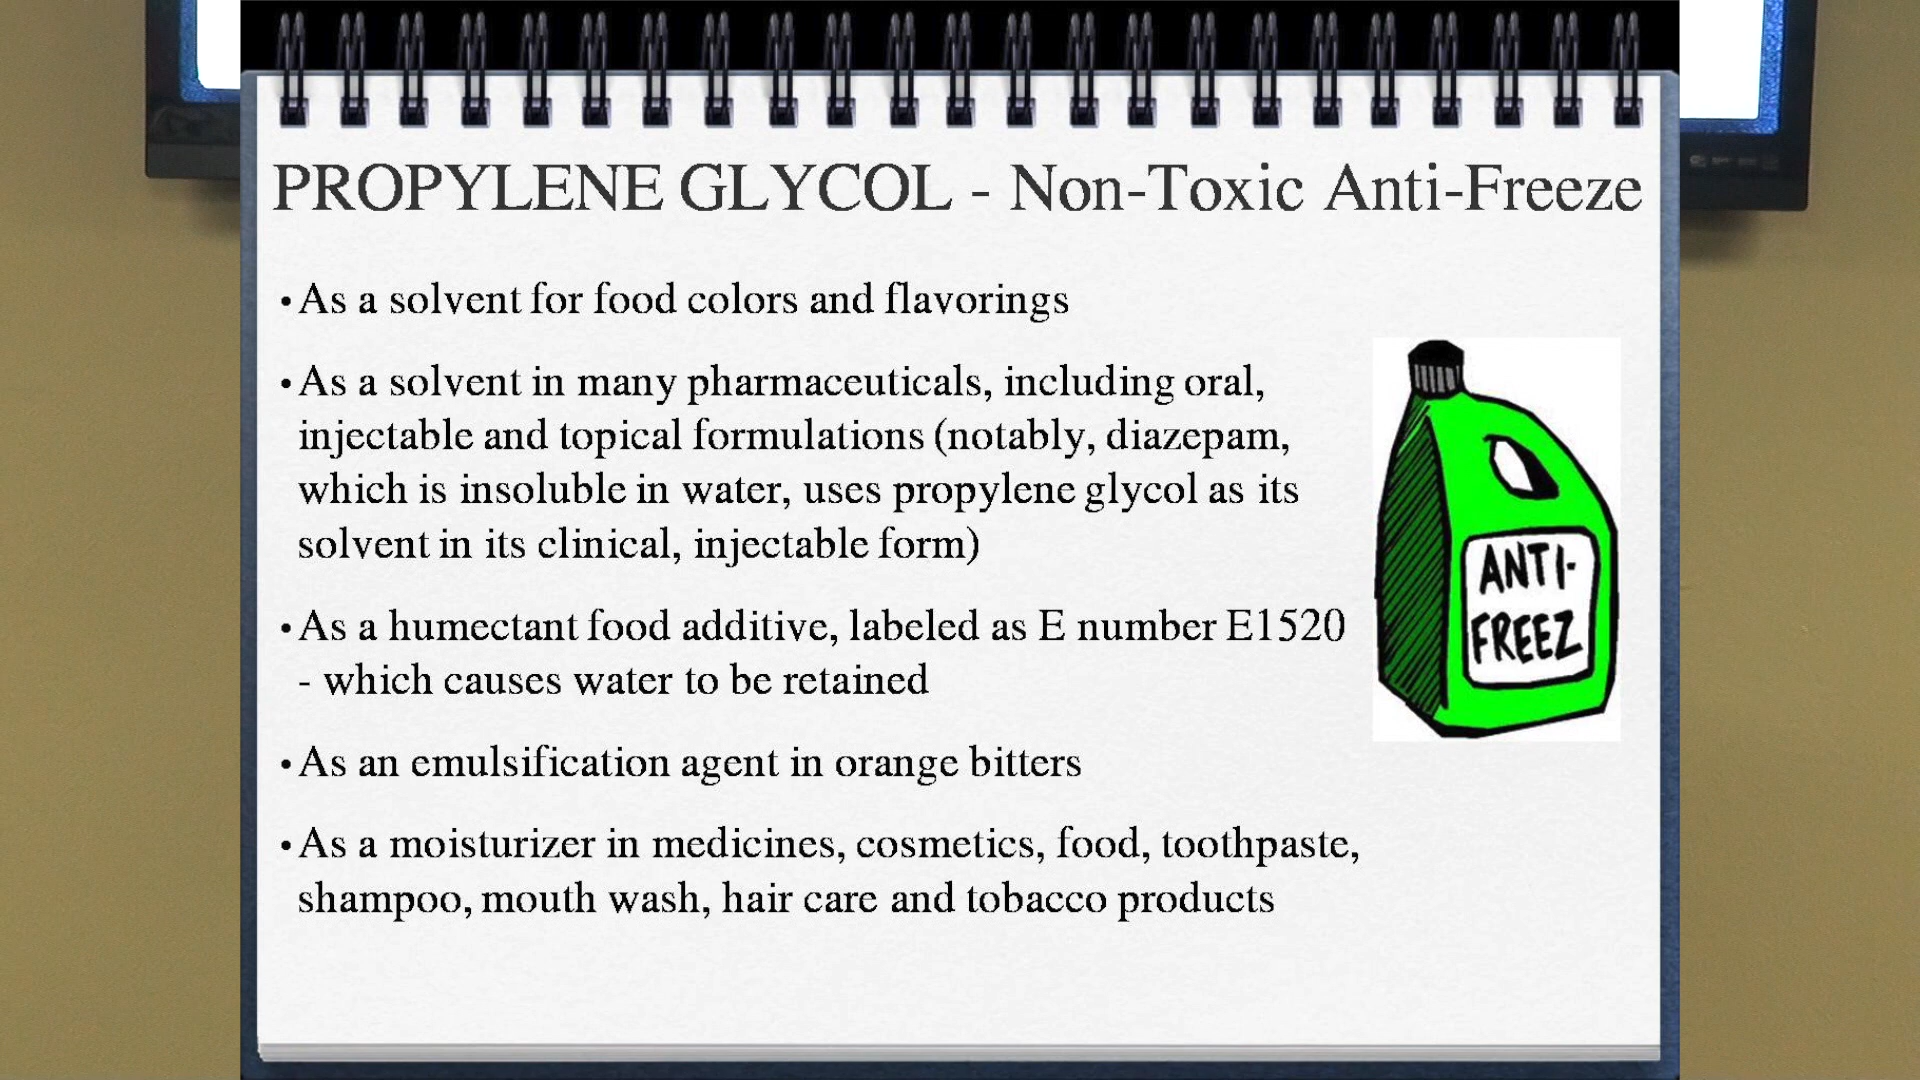 PROPYLENE GLYCOL - Non-Toxic Anti-Freeze
• As a solvent for food colors and flavorings
• As a solvent in many pharmaceuticals, including oral,
injectable and topical formulations (notably, diazepam,
which is insoluble in water, uses propylene glycol as its
solvent in its clinical, injectable form)
• As a humectant food additive, labeled as E number E1520
- which causes water to be retained
• As an emulsification agent in orange bitters
• As a moisturizer in medicines, cosmetics, food, toothpaste,
shampoo, mouth wash, hair care and tobacco products
ANTI-
FREEZ